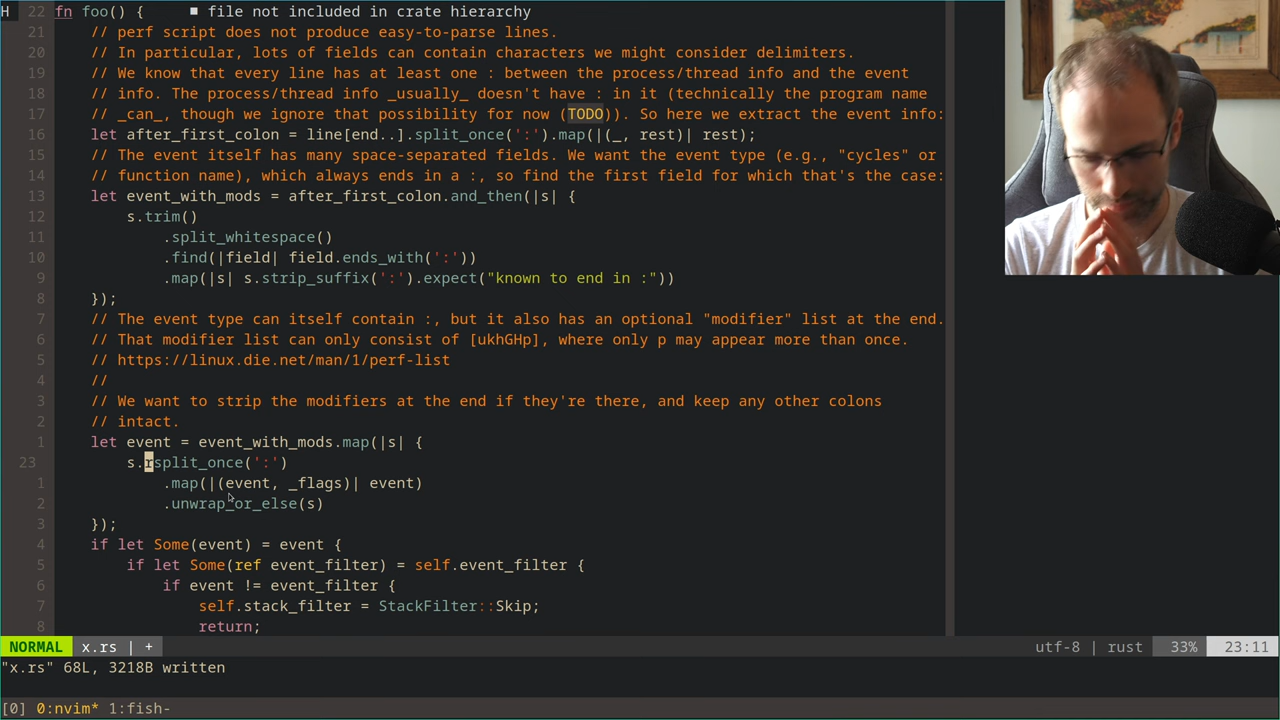 H 22 fn foo() { ■ file not included in crate hierarchy
21 // perf script does not produce easy-to-parse lines.
20 // In particular, lots of fields can contain characters we might consider delimiters.
19 // We know that every line has at least one : between the process/thread info and the event
18 // info. The process/thread info _usually_ doesn't have : in it (technically the program name
17 // _can_, though we ignore that possibility for now (TODO)). So here we extract the event info:
16 let after_first_colon = line[end..].split_once(':').map(|(_, rest)| rest);
15 // The event itself has many space-separated fields. We want the event type (e.g., "cycles" or
14 // function name), which always ends in a :, so find the first field for which that's the case:
13 let event_with_mods = after_first_colon.and_then(|s| {
12 s.trim()
11 .split_whitespace()
10 .find(|field| field.ends_with(':'))
9 .map(|s| s.strip_suffix(':').expect("known to end in :"))
8 });
7 // The event type can itself contain :, but it also has an optional "modifier" list at the end.
6 // That modifier list can only consist of [ukhGHp], where only p may appear more than once.
5 // https://linux.die.net/man/1/perf-list
4 //
3 // We want to strip the modifiers at the end if they're there, and keep any other colons
2 // intact.
1 let event = event_with_mods.map(|s| {
23 s.rsplit_once(':')
1 .map(|(event, _flags)| event)
2 .unwrap_or_else(s)
3 });
4 if let Some(event) = event {
5 if let Some(ref event_filter) = self.event_filter {
6 if event != event_filter {
7 self.stack_filter = StackFilter::Skip;
8 return;
NORMAL x.rs | + utf-8 | rust 33% 23:11
"x.rs" 68L, 3218B written
[0] 0:nvim* 1:fish-